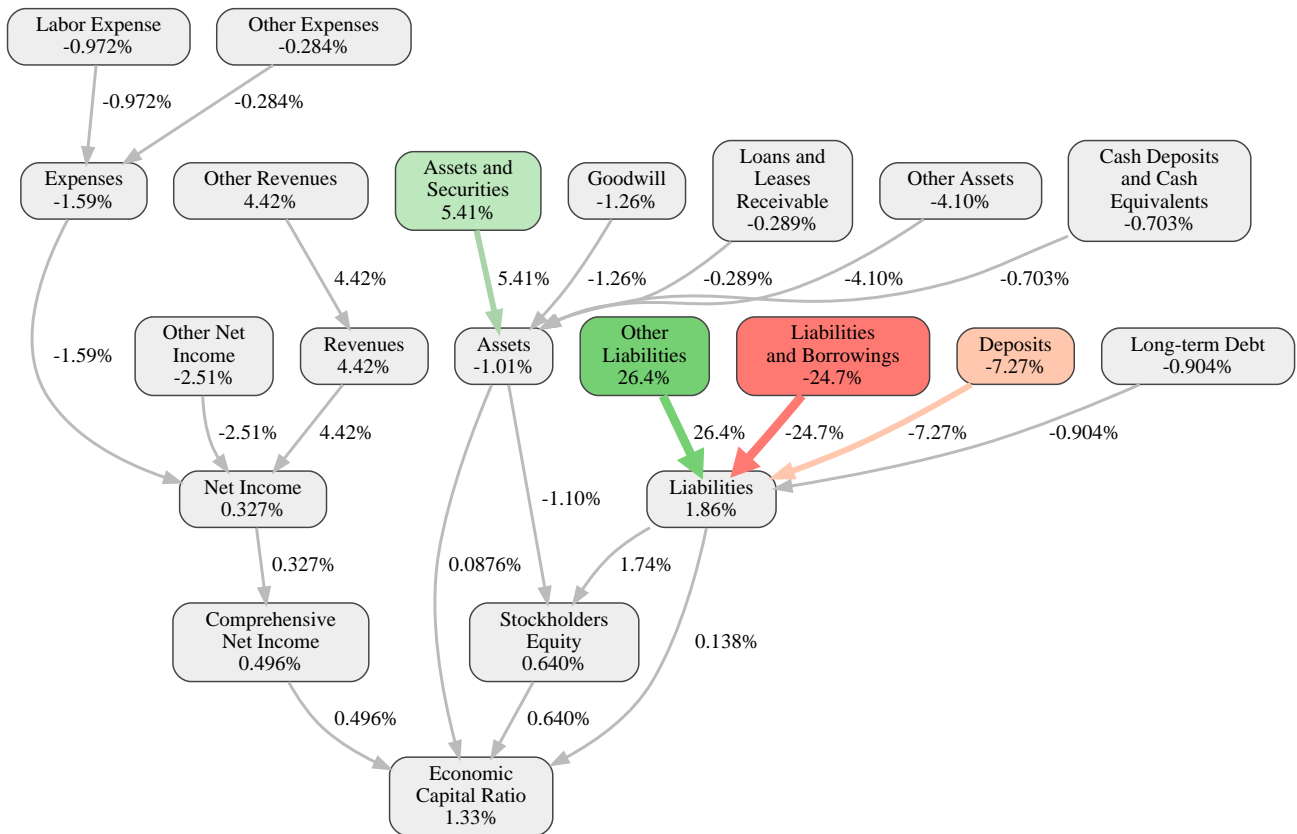 Labor Expense
-0.972%
Other Expenses
-0.284%
-0.972%
-0.284%
Expenses
-1.59%
Other Revenues
4.42%
Assets and
Securities
5.41%
Goodwill
-1.26%
Loans and
Leases
Receivable
-0.289%
Other Assets
-4.10%
Cash Deposits
and Cash
Equivalents
-0.703%
4.42%
5.41%
-1.26%
-0.289%
-4.10%
-0.703%
-1.59%
Other Net
Income
-2.51%
Revenues
4.42%
Assets
-1.01%
Other
Liabilities
26.4%
Liabilities
and Borrowings
-24.7%
Deposits
-7.27%
Long-term Debt
-0.904%
-2.51%
4.42%
26.4%
-24.7%
-7.27%
-0.904%
Net Income
0.327%
-1.10%
Liabilities
1.86%
0.327%
0.0876%
1.74%
Comprehensive
Net Income
0.496%
Stockholders
Equity
0.640%
0.138%
0.496%
0.640%
Economic
Capital Ratio
1.33%